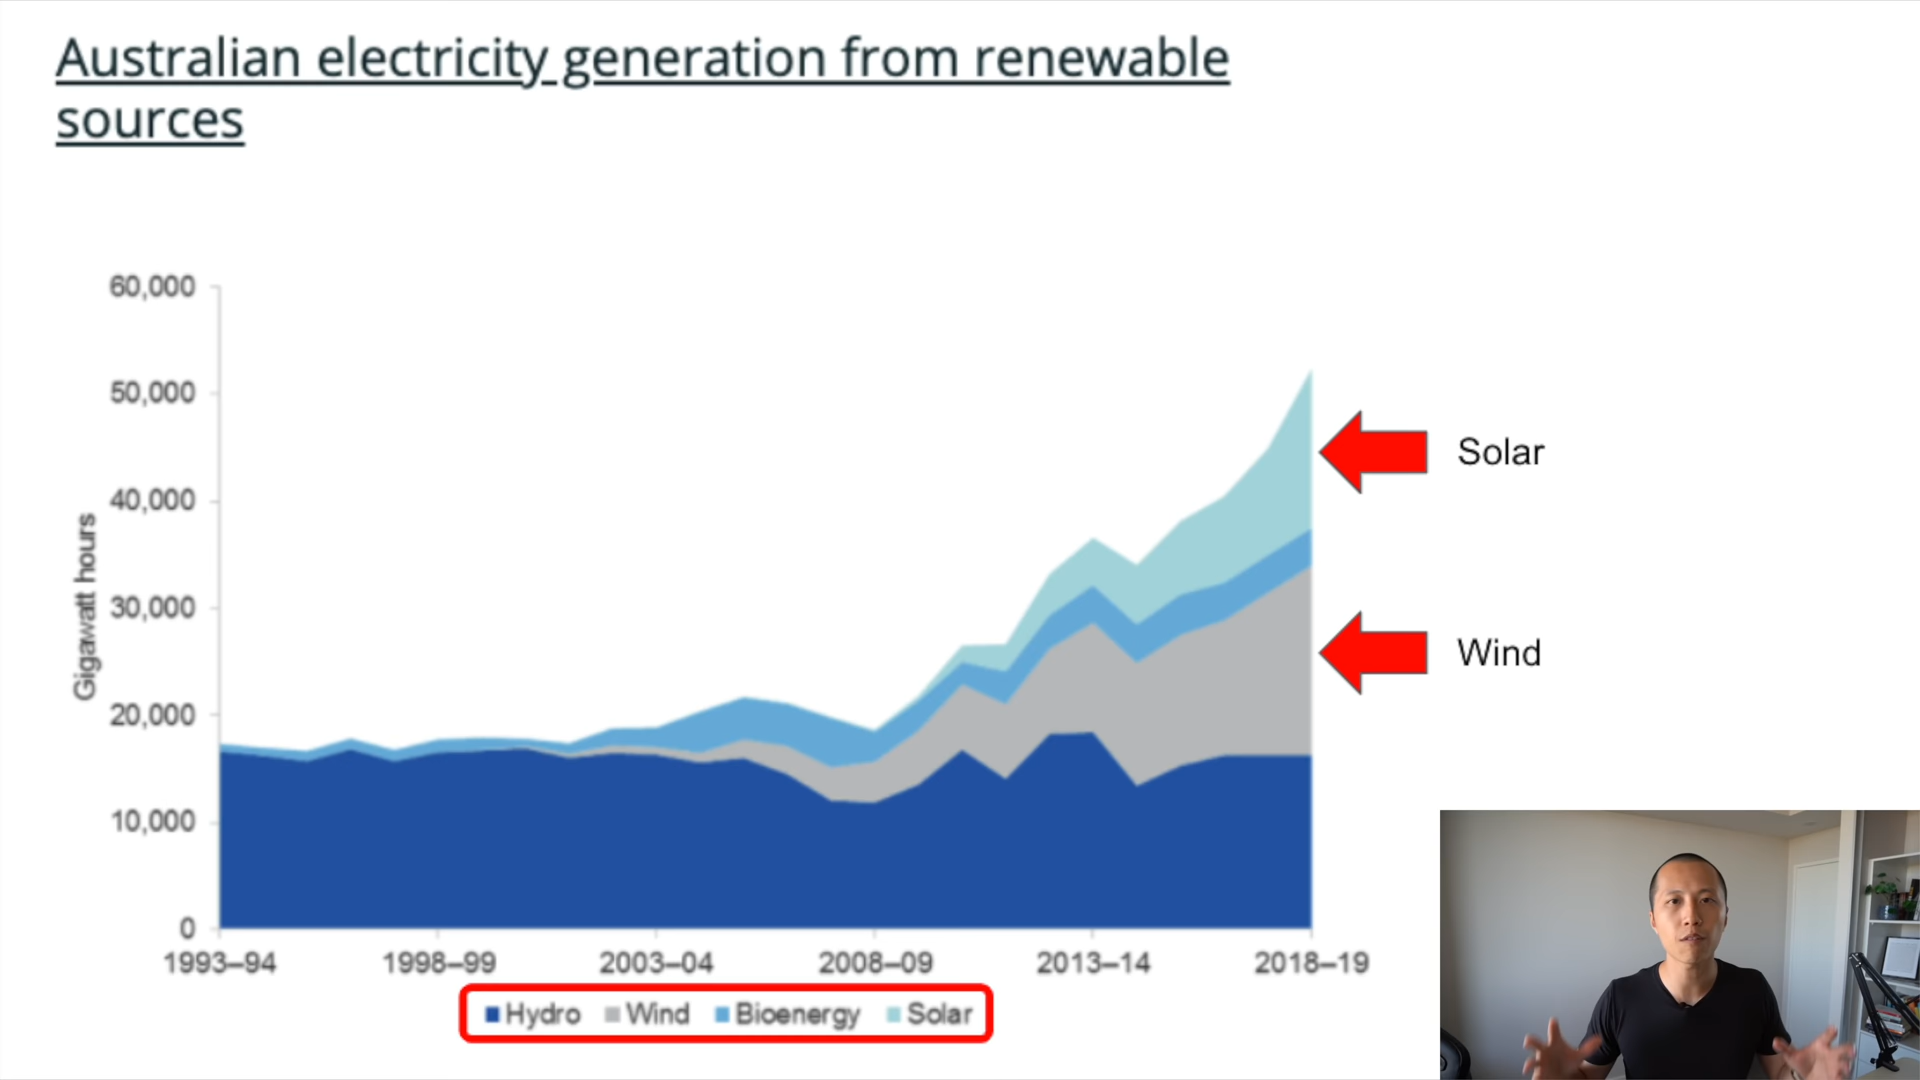 Australian electricity generation from renewable
sources
60,000
50,000
40,000
30,000
20,000
10,000
0
Gigawatt hours
1993–94 1998–99 2003–04 2008–09 2013–14 2018–19
Hydro Wind Bioenergy Solar
Solar
Wind